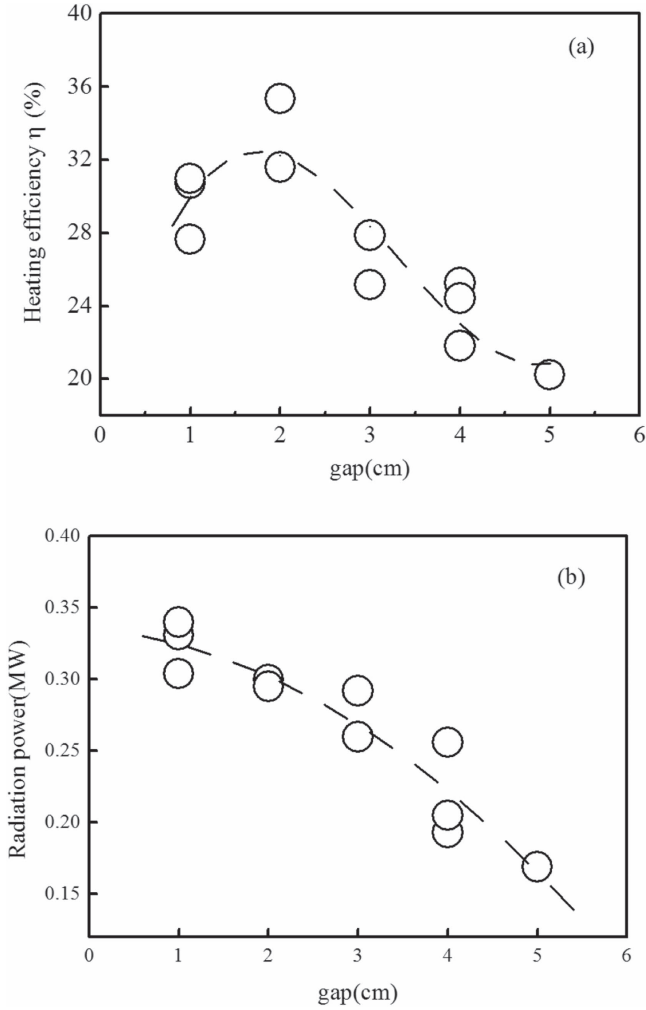 40
(a)
36
32
28
24
20
Heating efficiency η (%)
0 1 2 3 4 5 6
gap(cm)
0.40
(b)
0.35
0.30
0.25
0.20
0.15
Radiation power(MW)
0 1 2 3 4 5 6
gap(cm)